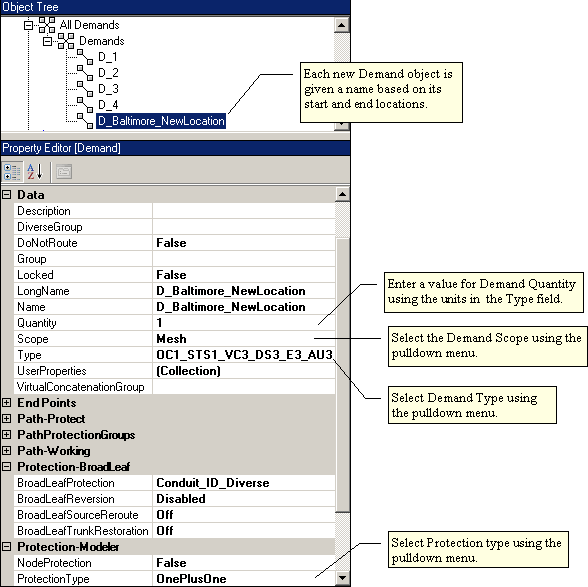 Object Tree
All Demands
Demands
D_1
D_2
D_3
D_4
D_Baltimore_NewLocation
Each new Demand object is
given a name based on its
start and end locations.
Property Editor [Demand]
A
Z
Data
Description
DiverseGroup
DoNotRoute False
Group
Locked False
LongName D_Baltimore_NewLocation
Name D_Baltimore_NewLocation
Quantity 1
Scope Mesh
Type OC1_STS1_VC3_DS3_E3_AU3
UserProperties (Collection)
VirtualConcatenationGroup
Enter a value for Demand Quantity
using the units in the Type field.
Select the Demand Scope using the
pulldown menu.
Select Demand Type using
the pulldown menu.
End Points
Path-Protect
PathProtectionGroups
Path-Working
Protection-BroadLeaf
BroadLeafProtection Conduit_ID_Diverse
BroadLeafReversion Disabled
BroadLeafSourceReroute Off
BroadLeafTrunkRestoration Off
Protection-Modeler
NodeProtection False
ProtectionType OnePlusOne
Select Protection type using the
pulldown menu.